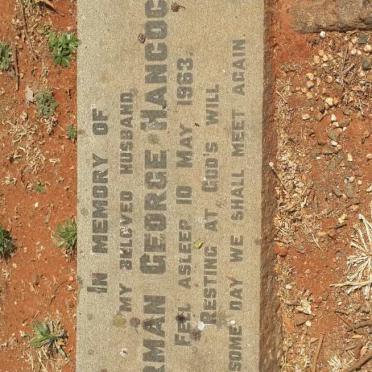 IN MEMORY OF
MY BELOVED HUSBAND
RMAN GEORGE HANCOC
FELL ASLEEP 10 MAY, 1963.
RESTING AT GOD'S WILL
SOME DAY WE SHALL MEET AGAIN.